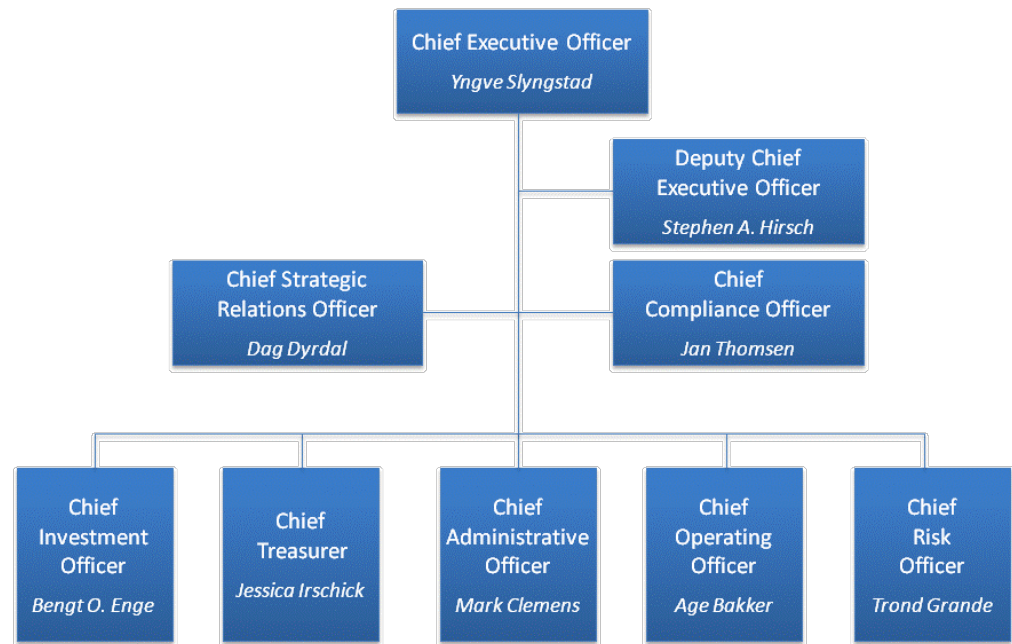 Chief Executive Officer
Yngve Slyngstad
Deputy Chief
Executive Officer
Stephen A. Hirsch
Chief Strategic
Relations Officer
Dag Dyrdal
Chief
Compliance Officer
Jan Thomsen
Chief
Investment
Officer
Bengt O. Enge
Chief
Treasurer
Jessica Irschick
Chief
Administrative
Officer
Mark Clemens
Chief
Operating
Officer
Age Bakker
Chief
Risk
Officer
Trond Grande